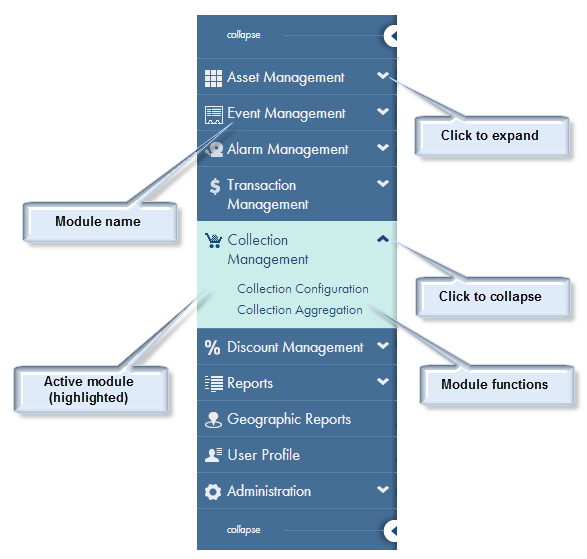 collapse
Asset Management
Click to expand
Event Management
Alarm Management
Transaction
Management
Module name
Collection
Management
Collection Configuration
Collection Aggregation
Click to collapse
Discount Management
Active module
(highlighted)
Reports
Module functions
Geographic Reports
User Profile
Administration
collapse